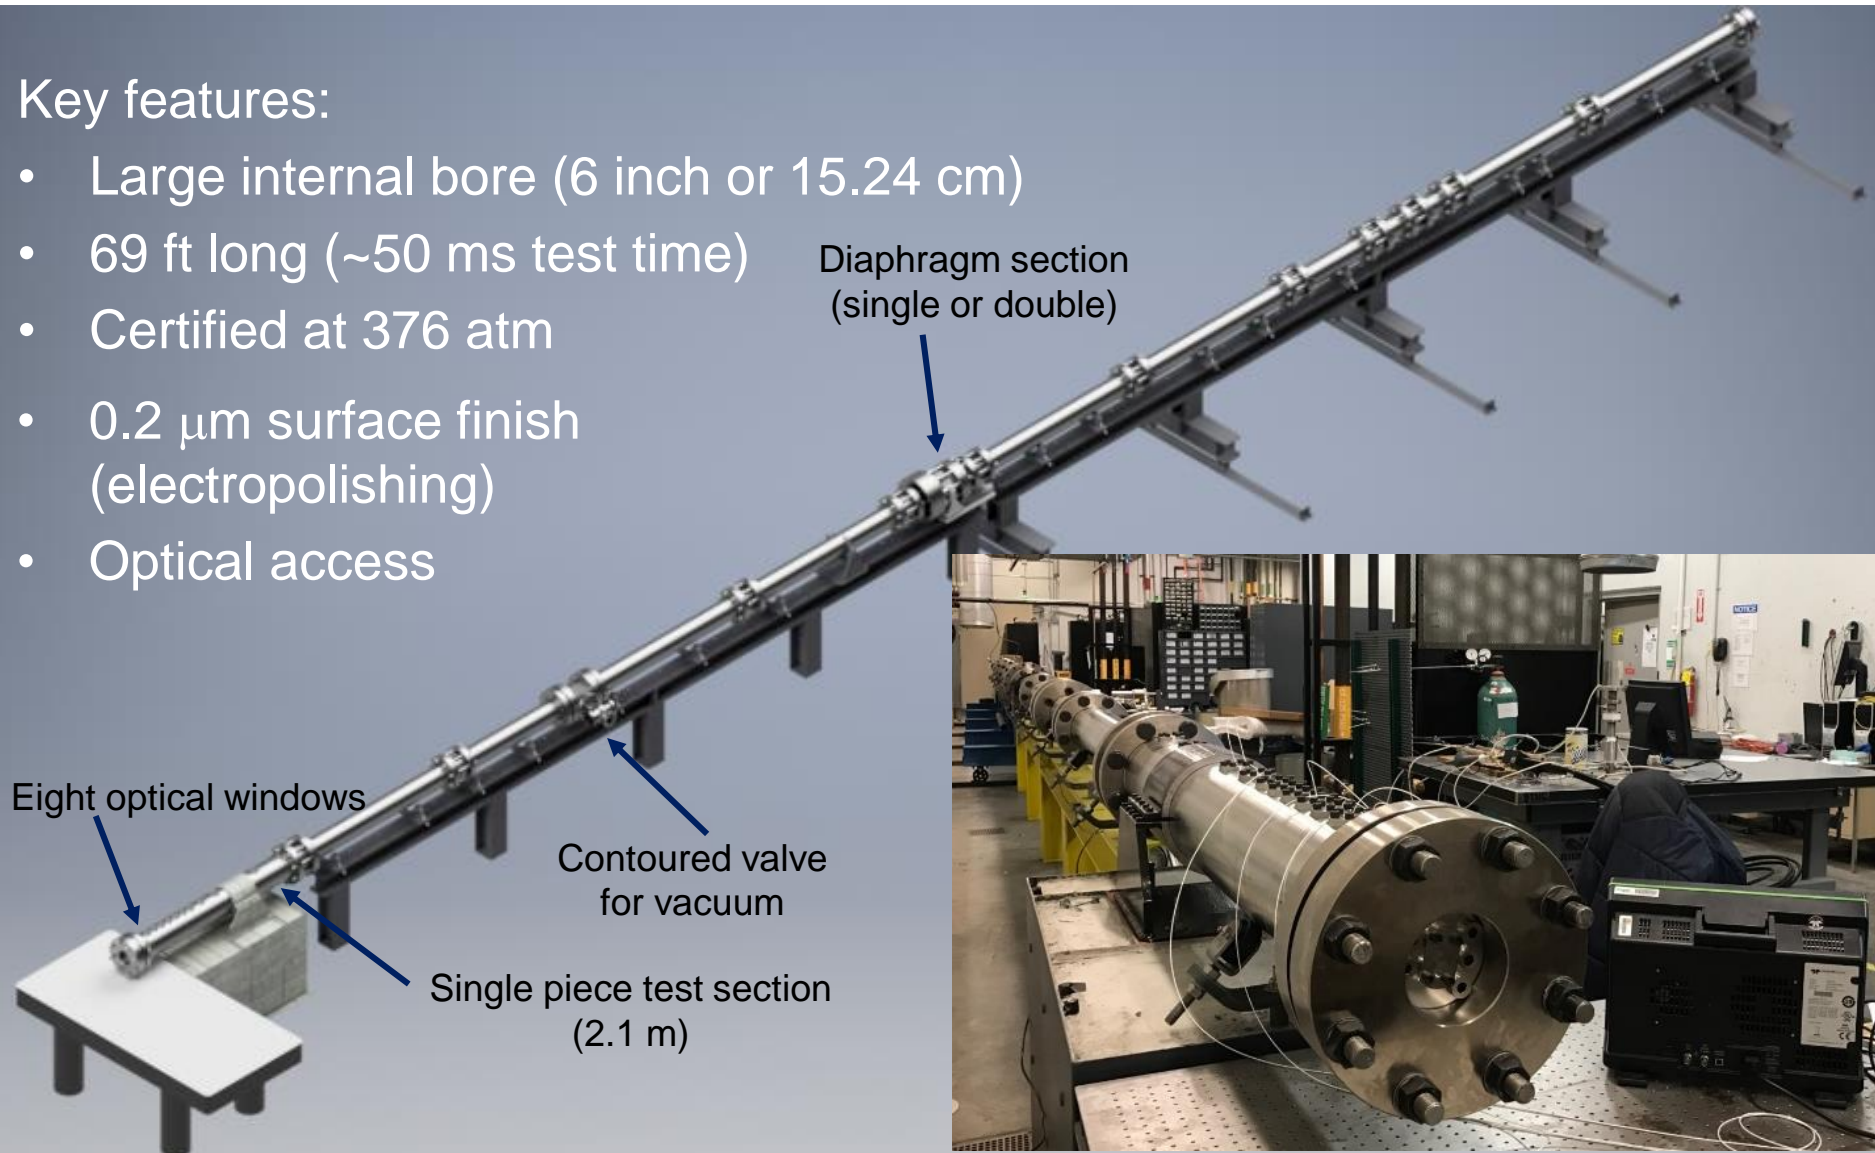 Key features:
• Large internal bore (6 inch or 15.24 cm)
• 69 ft long (~50 ms test time)
• Certified at 376 atm
• 0.2 μm surface finish
(electropolishing)
• Optical access
Diaphragm section
(single or double)
Eight optical windows
Contoured valve
for vacuum
Single piece test section
(2.1 m)
NOTICE